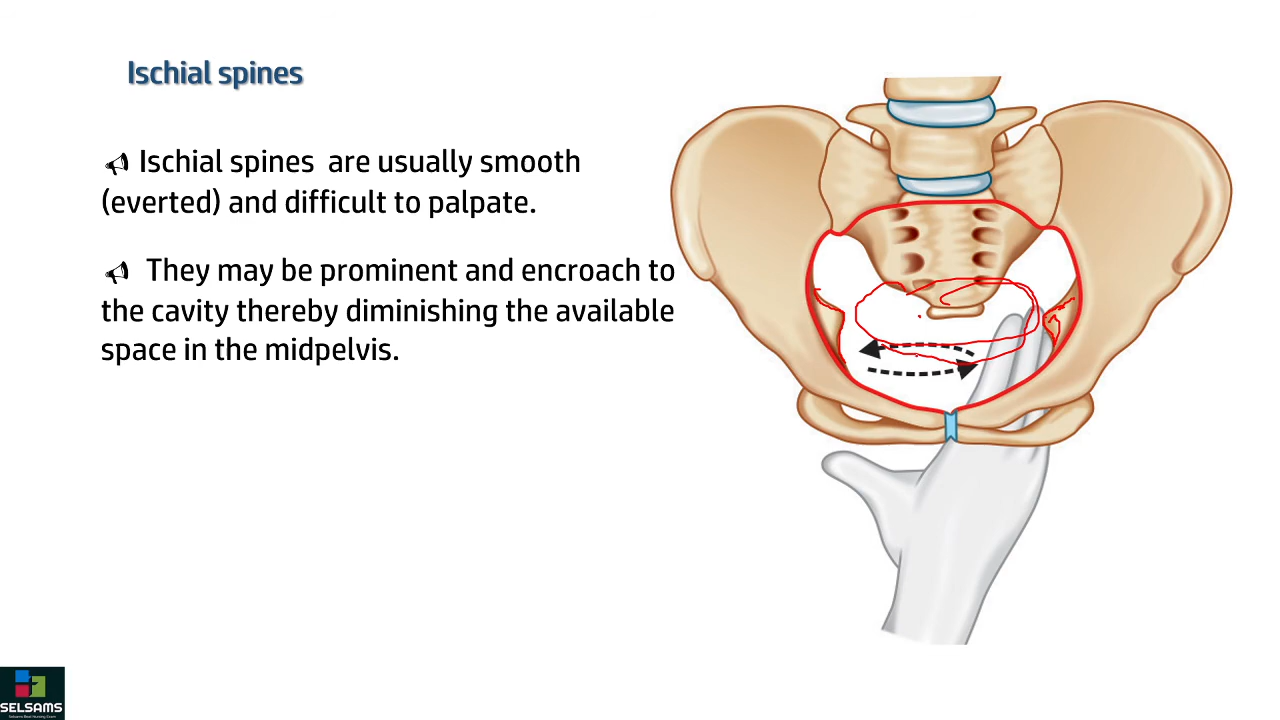 Ischial spines
Ischial spines are usually smooth
(everted) and difficult to palpate.
They may be prominent and encroach to
the cavity thereby diminishing the available
space in the midpelvis.
SELSAMS